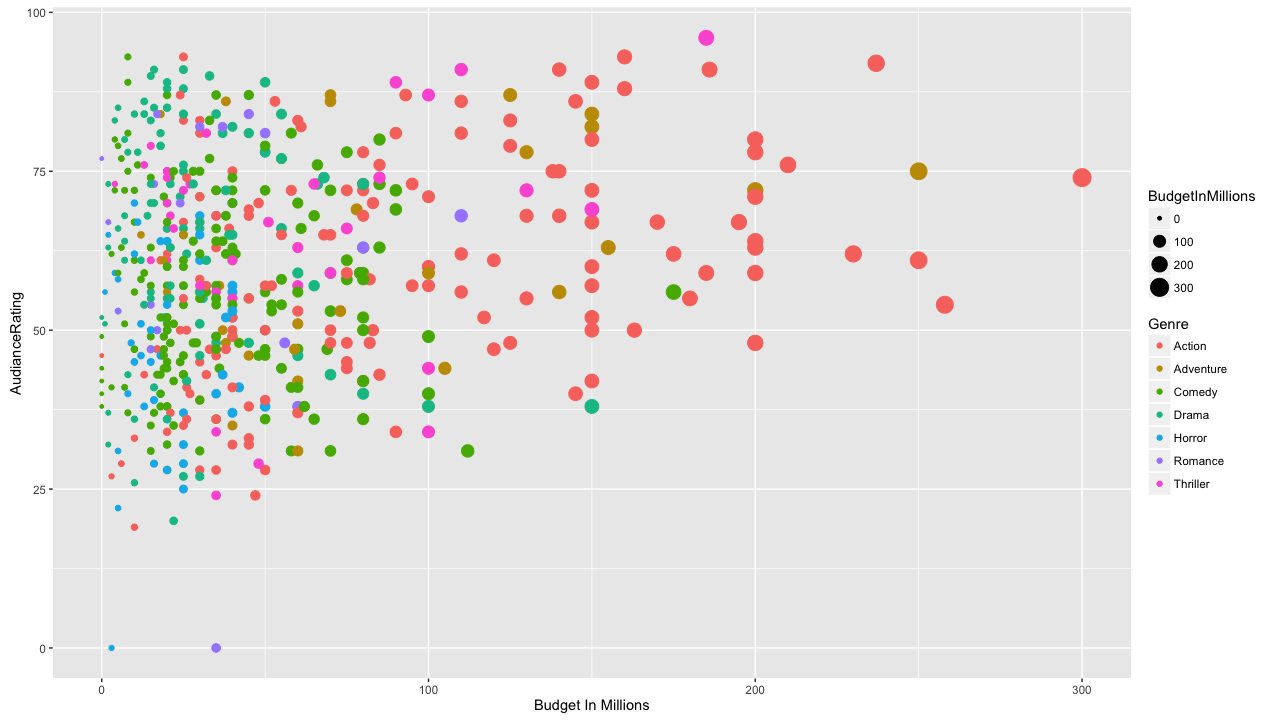 100
75
50
25
0
AudianceRating
0
100
200
300
Budget In Millions
BudgetInMillions
0
100
200
300
Genre
Action
Adventure
Comedy
Drama
Horror
Romance
Thriller